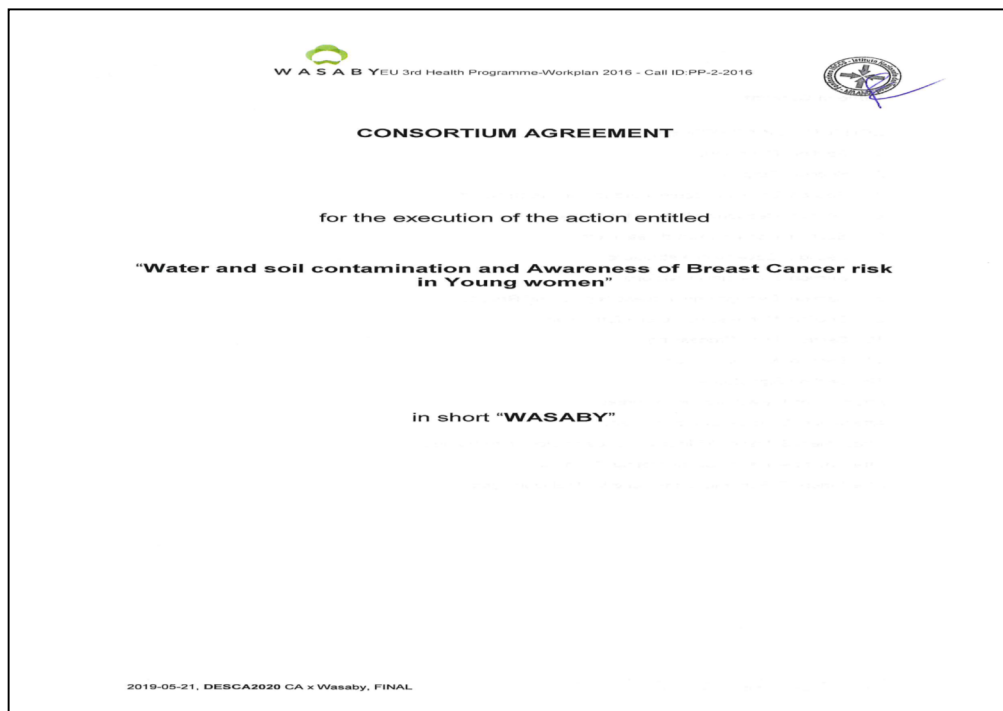 W A S A B Y EU 3rd Health Programme-Workplan 2016 - Call ID:PP-2-2016
CONSORTIUM AGREEMENT
for the execution of the action entitled
“Water and soil contamination and Awareness of Breast Cancer risk
in Young women”
in short “WASABY”
2019-05-21, DESCA2020 CA x Wasaby, FINAL